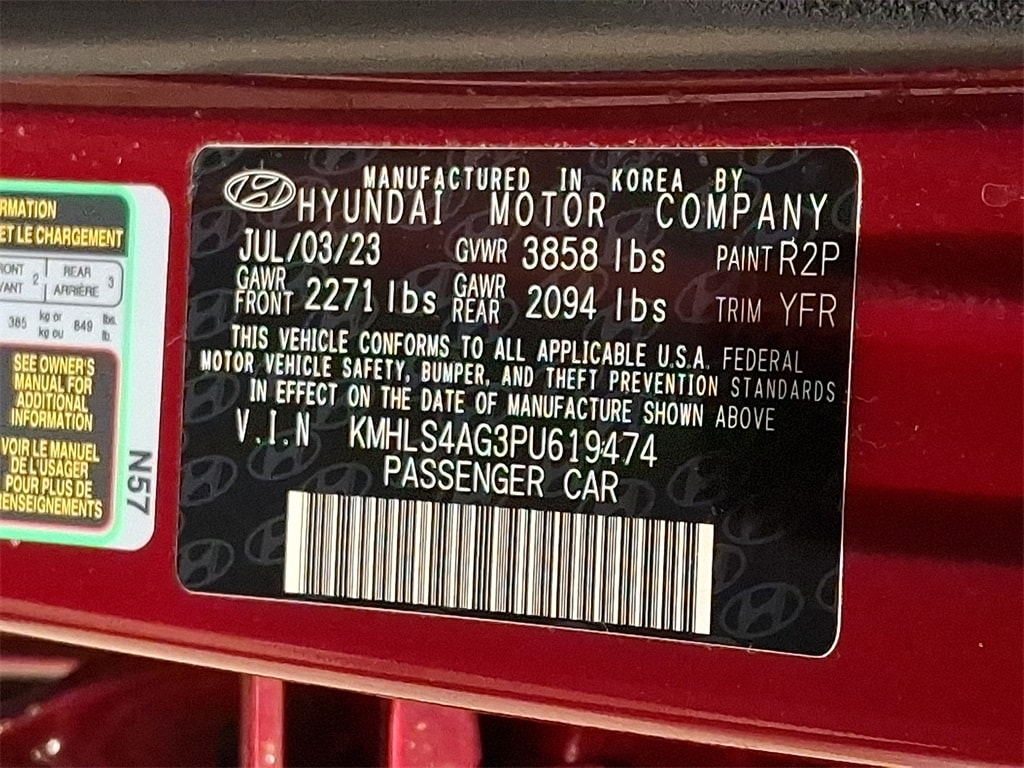 MANUFACTURED IN KOREA BY
HYUNDAI MOTOR COMPANY
JUL/03/23 GVWR 3858 lbs PAINT R2P
GAWR FRONT 2271 lbs GAWR REAR 2094 lbs TRIM YFR
THIS VEHICLE CONFORMS TO ALL APPLICABLE U.S.A. FEDERAL
MOTOR VEHICLE SAFETY, BUMPER, AND THEFT PREVENTION STANDARDS
IN EFFECT ON THE DATE OF MANUFACTURE SHOWN ABOVE
V.I.N KMHLS4AG3PU619474
PASSENGER CAR
RMATION
ET LE CHARGEMENT
RONT 2 REAR 3
VANT ARRIÈRE
385 kg or kg ou 849 lbs. lb.
SEE OWNER'S
MANUAL FOR
ADDITIONAL
INFORMATION
VOIR LE MANUEL
DE L'USAGER
POUR PLUS DE
RENSEIGNEMENTS
N57